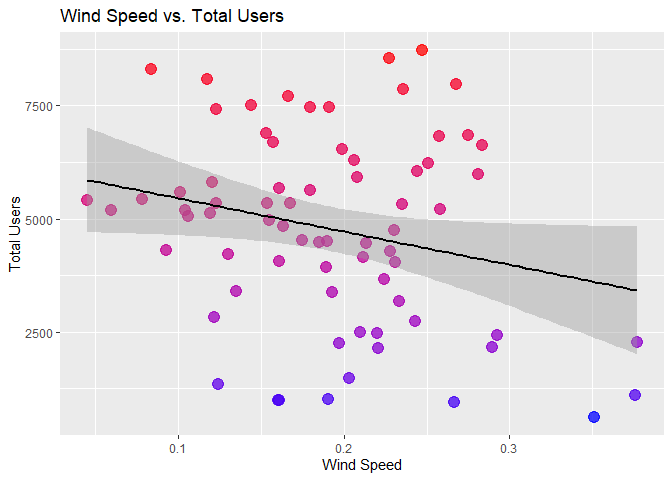 Wind Speed vs. Total Users
7500
5000
2500
Total Users
0.1 0.2 0.3
Wind Speed